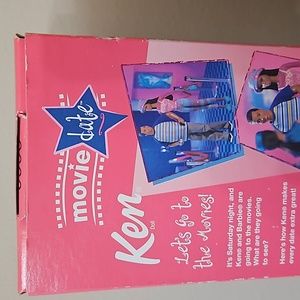 movie
date
Ken
Let's go to
the Movies!
It's Saturday night, and
Ken® and Barbie® are
going to the movies.
What are they going
to see?
Here's how Ken® makes
every date extra great!